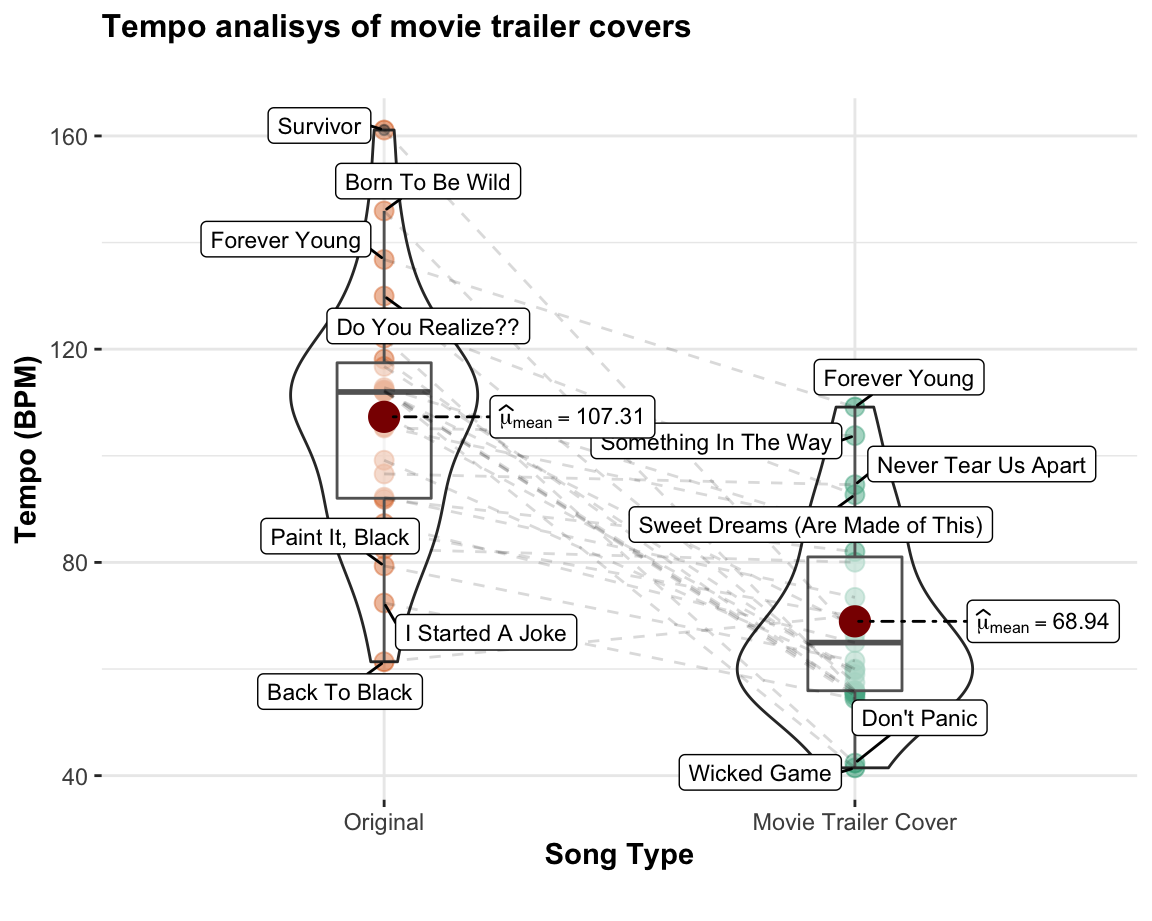 Tempo analisys of movie trailer covers
Tempo (BPM)
160
120
80
40
Survivor
Born To Be Wild
Forever Young
Do You Realize??
μ̂mean = 107.31
Paint It, Black
I Started A Joke
Back To Black
Forever Young
Something In The Way
Never Tear Us Apart
Sweet Dreams (Are Made of This)
μ̂mean = 68.94
Don't Panic
Wicked Game
Original
Movie Trailer Cover
Song Type